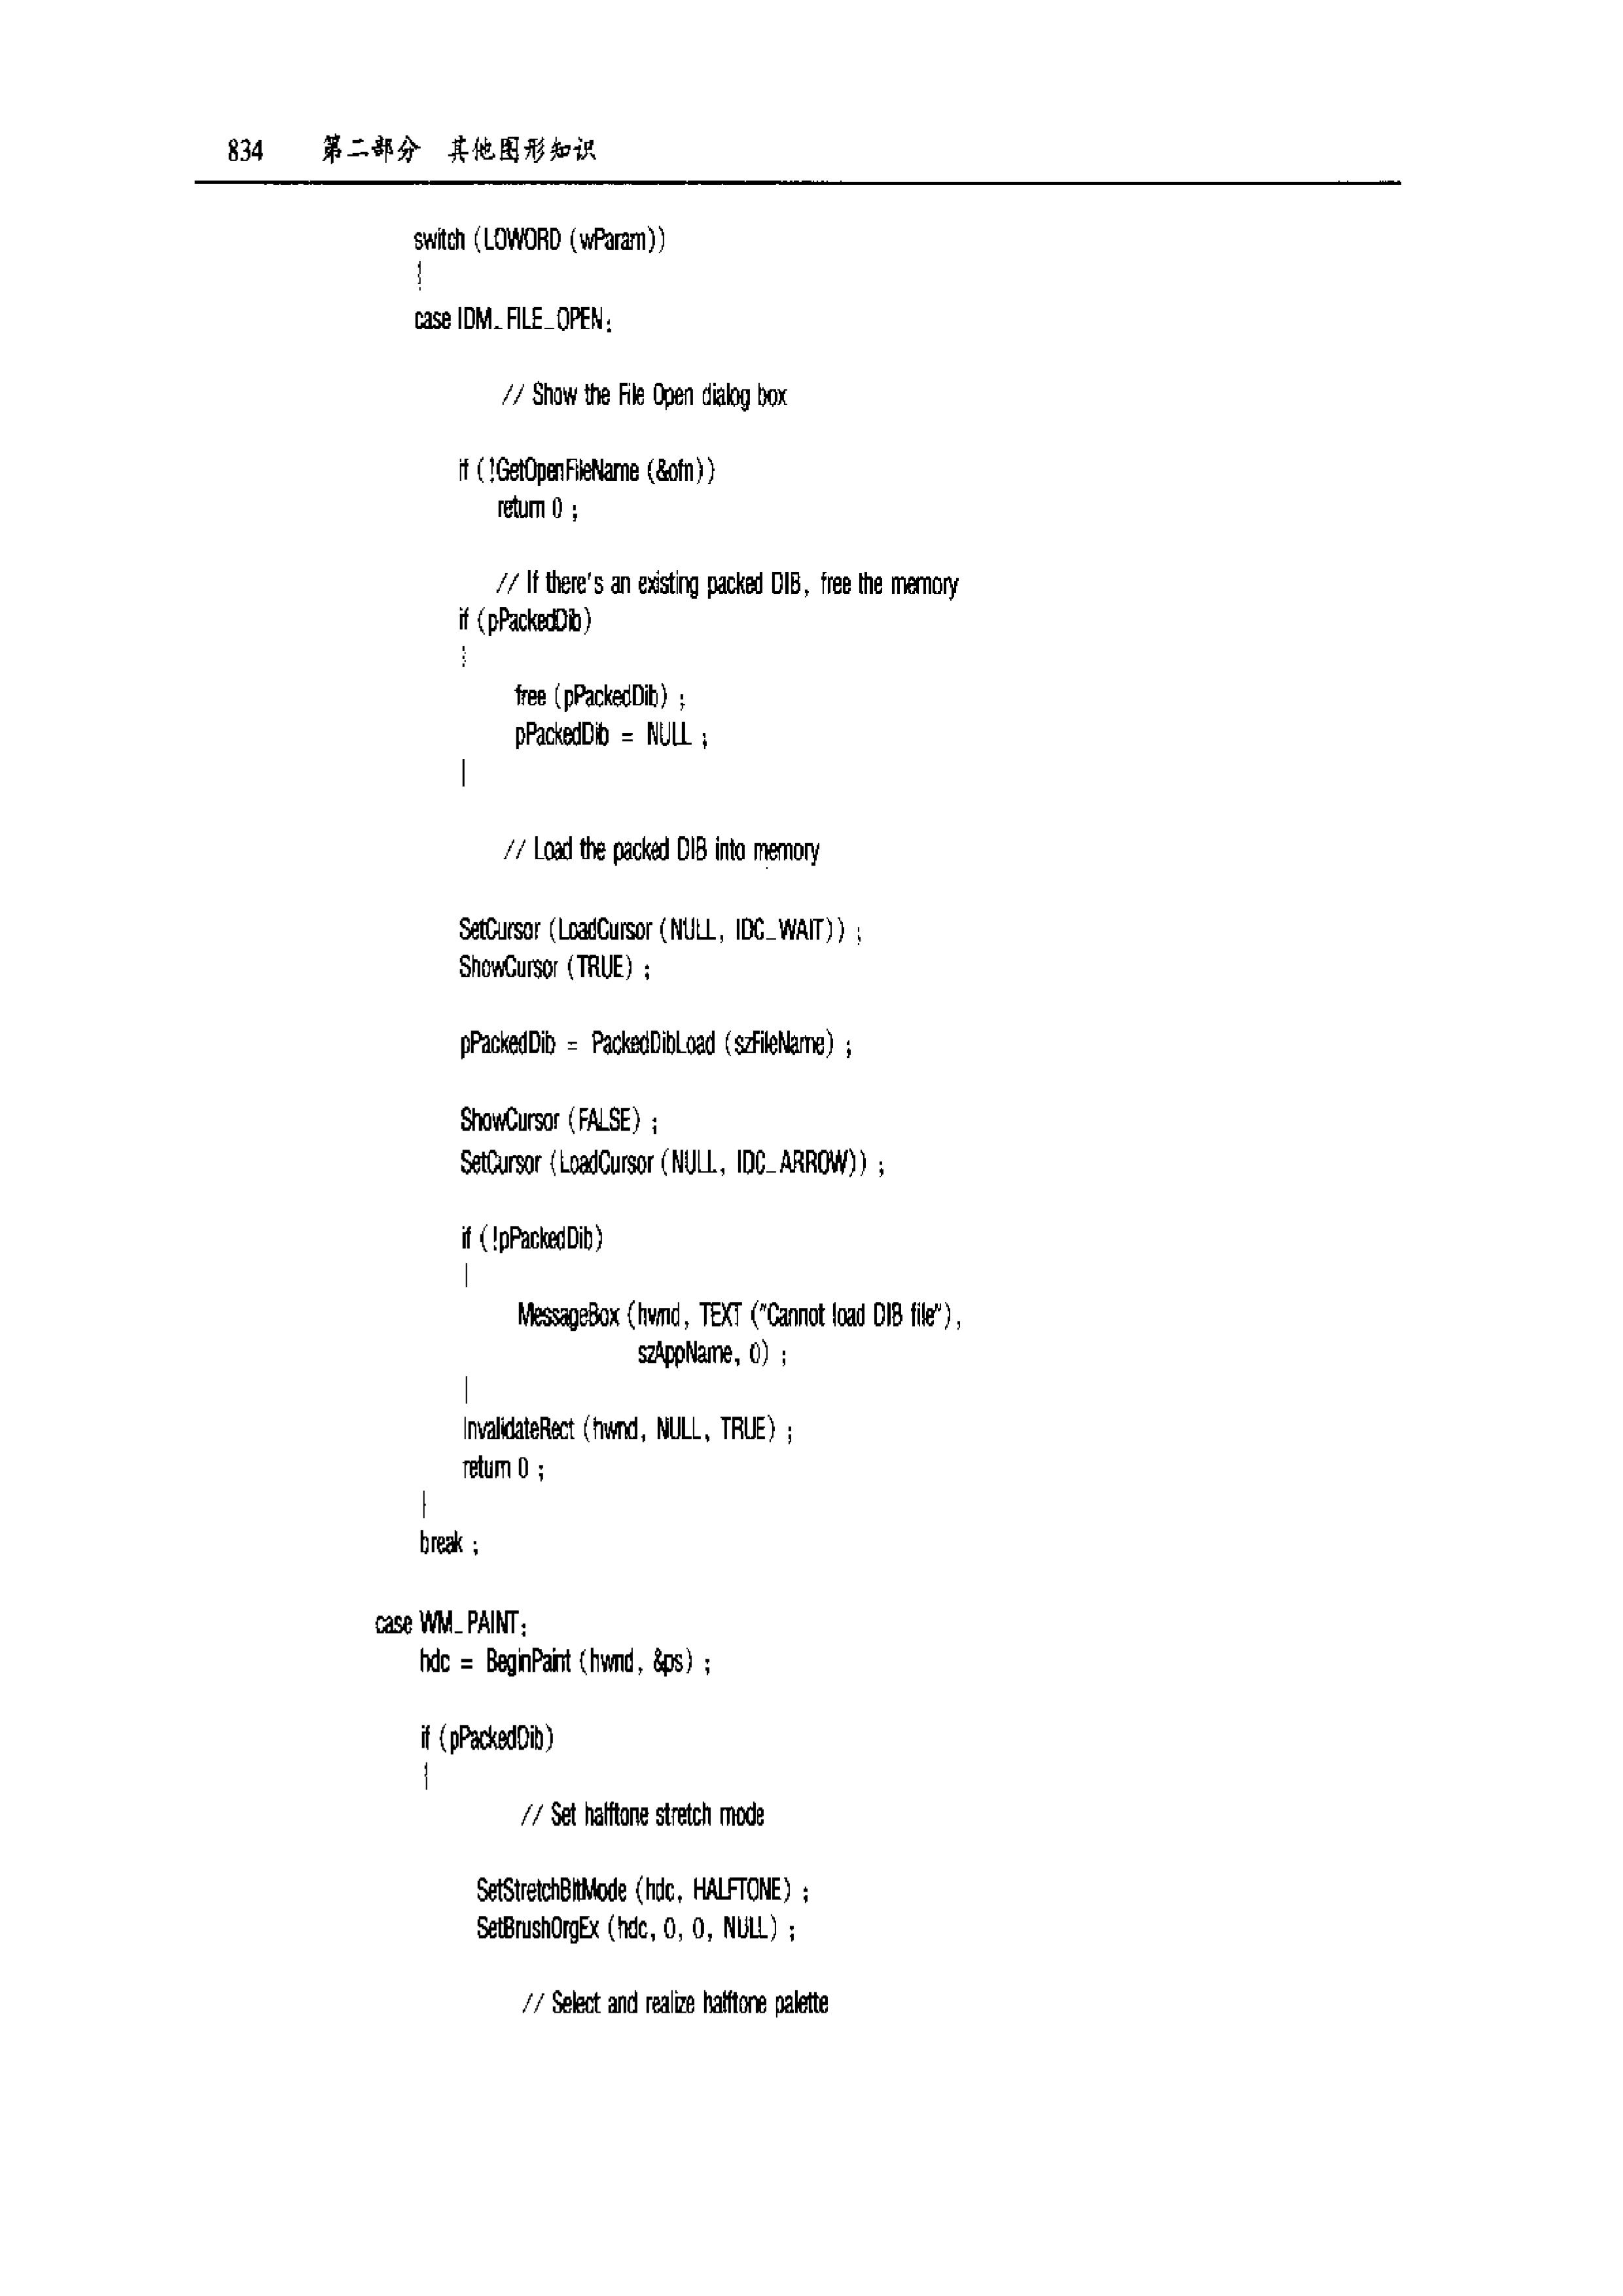 834 第二部分 其他图形知识
switch (LOWORD (wParam))
{
case IDM_FILE_OPEN:
// Show the File Open dialog box
if (!GetOpenFileName (&ofn))
return 0 ;
// If there's an existing packed DIB, free the memory
if (pPackedDib)
{
free (pPackedDib) ;
pPackedDib = NULL ;
}
// Load the packed DIB into memory
SetCursor (LoadCursor (NULL, IDC_WAIT)) ;
ShowCursor (TRUE) ;
pPackedDib = PackedDibLoad (szFileName) ;
ShowCursor (FALSE) ;
SetCursor (LoadCursor (NULL, IDC_ARROW)) ;
if (!pPackedDib)
{
MessageBox (hwnd, TEXT ("Cannot load DIB file"),
szAppName, 0) ;
}
InvalidateRect (hwnd, NULL, TRUE) ;
return 0 ;
}
break ;
case WM_PAINT:
hdc = BeginPaint (hwnd, &ps) ;
if (pPackedDib)
{
// Set halftone stretch mode
SetStretchBltMode (hdc, HALFTONE) ;
SetBrushOrgEx (hdc, 0, 0, NULL) ;
// Select and realize halftone palette